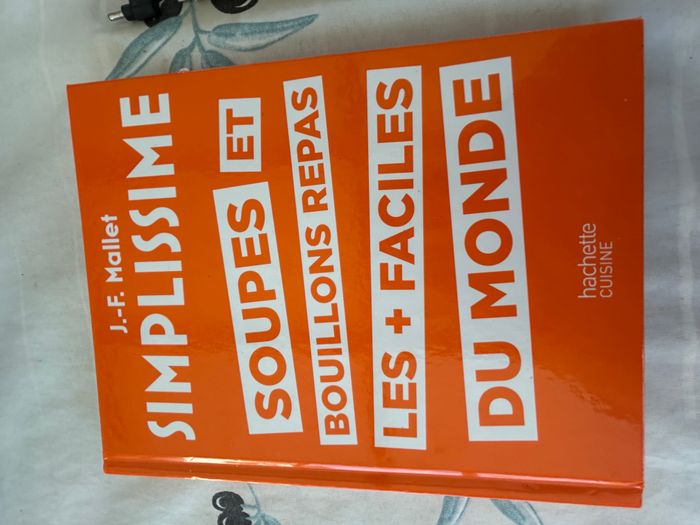 J.-F. Mallet
SIMPLISSIME
SOUPES ET
BOUILLONS REPAS
LES + FACILES
DU MONDE
hachette
CUISINE